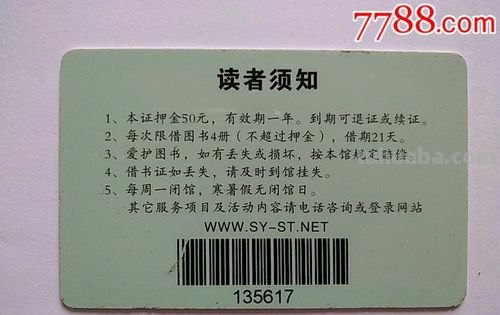 7788.com
读者须知
1、本证押金50元，有效期一年。到期可退证或续证。
2、每次限借图书4册（不超过押金），借期21天。
3、爱护图书，如有丢失或损坏，按本馆规定赔偿。
4、借书证如丢失，请及时到馆挂失。
5、每周一闭馆，寒暑假无闭馆日。
其它服务项目及活动内容请电话咨询或登录网站
WWW.SY-ST.NET
135617